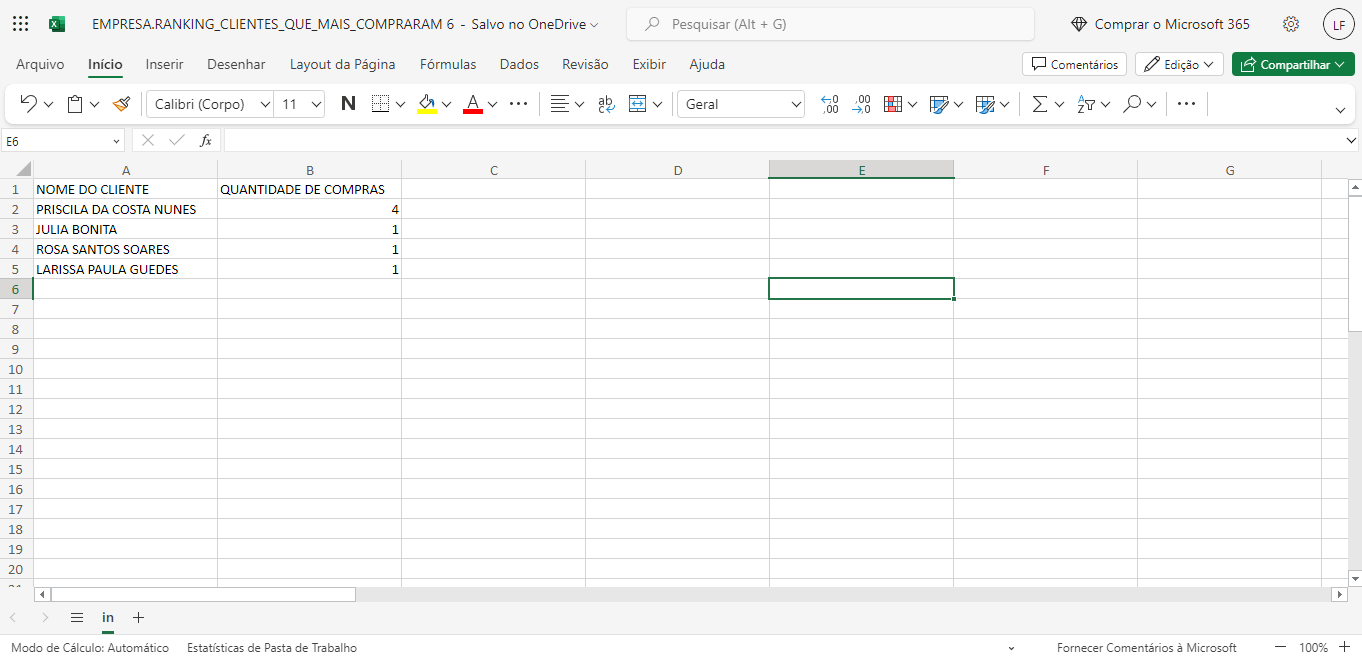 EMPRESA.RANKING_CLIENTES_QUE_MAIS_COMPRARAM 6 - Salvo no OneDrive
Pesquisar (Alt + G)
Comprar o Microsoft 365
LF
Arquivo Início Inserir Desenhar Layout da Página Fórmulas Dados Revisão Exibir Ajuda
Comentários Edição Compartilhar
Calibri (Corpo) 11 N A ab c Geral ,00 ,00 A Z
E6 fx
A B C D E F G
1 NOME DO CLIENTE QUANTIDADE DE COMPRAS
2 PRISCILA DA COSTA NUNES 4
3 JULIA BONITA 1
4 ROSA SANTOS SOARES 1
5 LARISSA PAULA GUEDES 1
6
7
8
9
10
11
12
13
14
15
16
17
18
19
20
in
Modo de Cálculo: Automático Estatísticas de Pasta de Trabalho Fornecer Comentários à Microsoft 100%